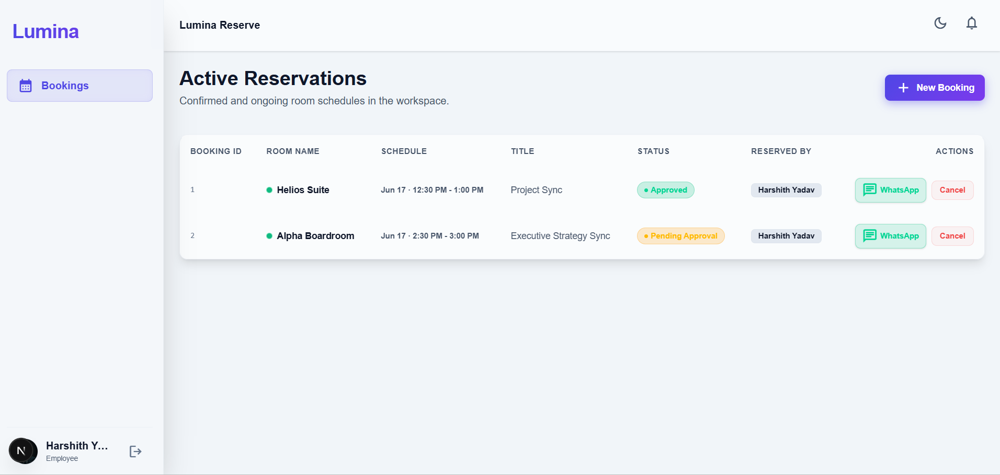 Lumina
Bookings
Lumina Reserve
Active Reservations
Confirmed and ongoing room schedules in the workspace.
New Booking
BOOKING ID ROOM NAME SCHEDULE TITLE STATUS RESERVED BY ACTIONS
1 Helios Suite Jun 17 · 12:30 PM - 1:00 PM Project Sync Approved Harshith Yadav WhatsApp Cancel
2 Alpha Boardroom Jun 17 · 2:30 PM - 3:00 PM Executive Strategy Sync Pending Approval Harshith Yadav WhatsApp Cancel
N
Harshith Y...
Employee